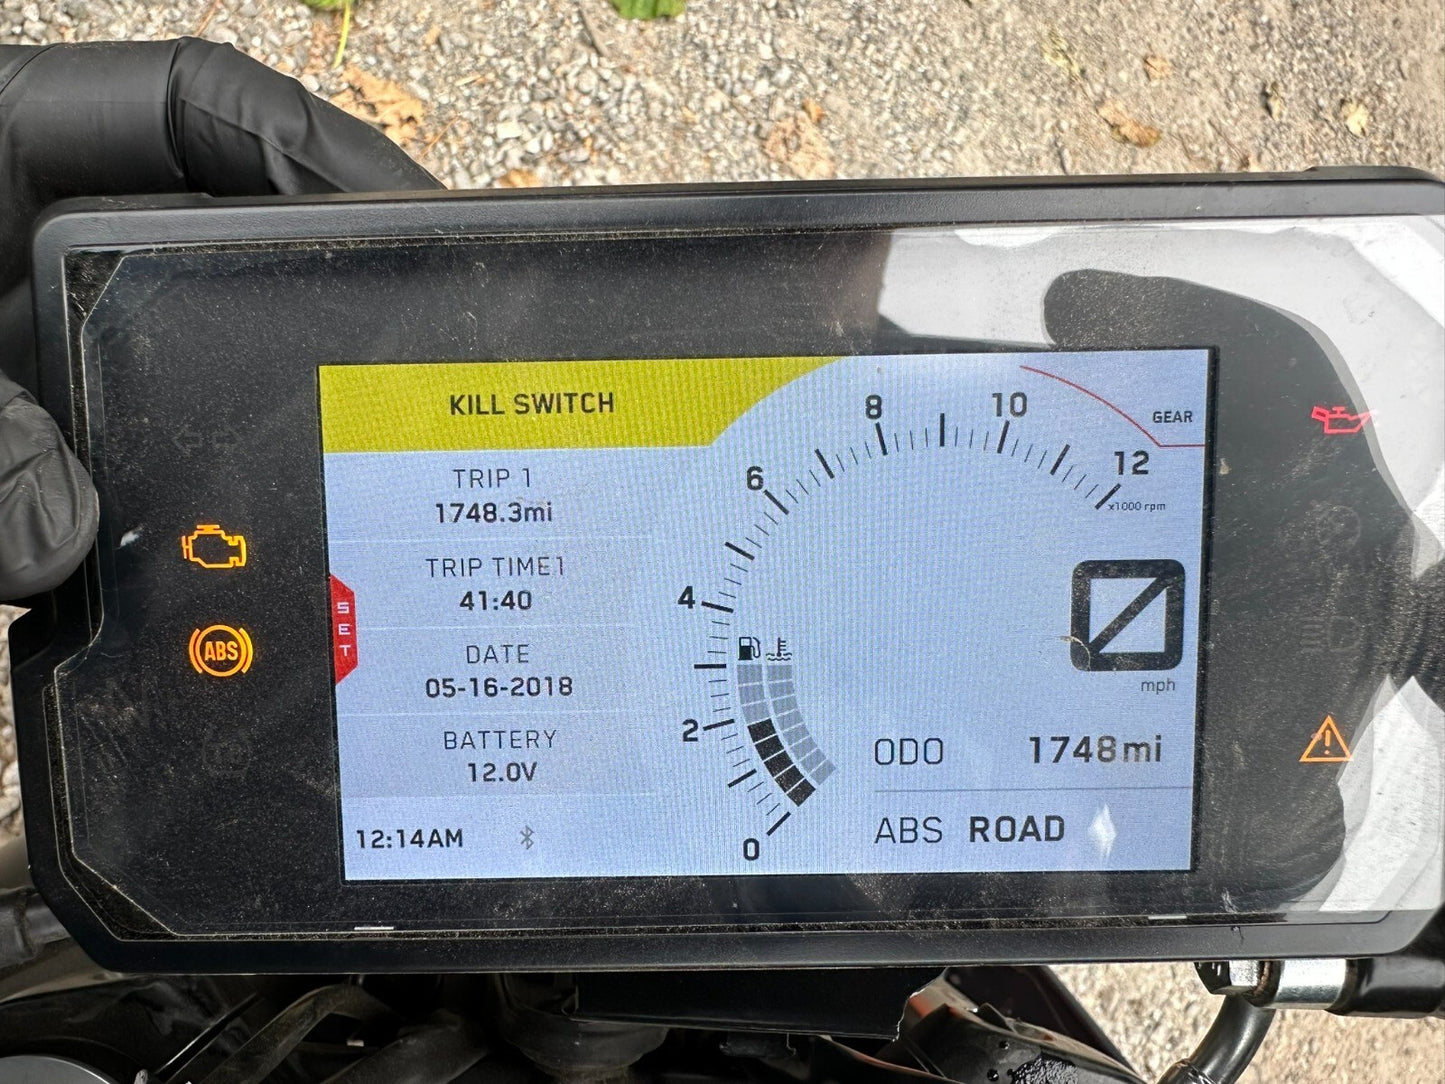 KILL SWITCH
TRIP 1
1748.3mi
TRIP TIME1
41:40
DATE
05-16-2018
BATTERY
12.0V
12:14AM
SET
ABS
0
2
4
6
8
10
12
x1000 rpm
GEAR
mph
ODO 1748mi
ABS ROAD